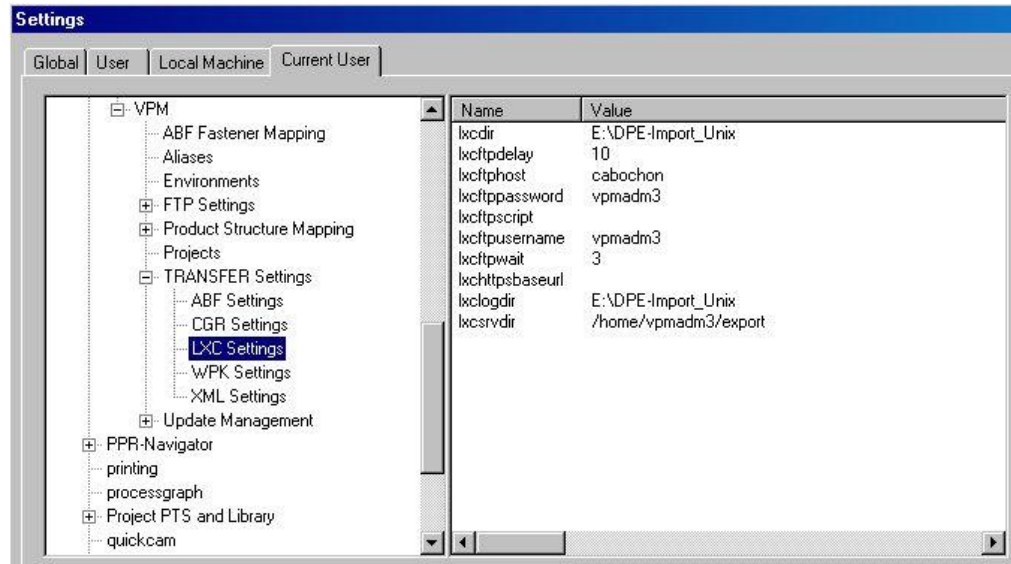 Settings
Global User Local Machine Current User
VPM
ABF Fastener Mapping
Aliases
Environments
FTP Settings
Product Structure Mapping
Projects
TRANSFER Settings
ABF Settings
CGR Settings
LXC Settings
WPK Settings
XML Settings
Update Management
PPR-Navigator
printing
processgraph
Project PTS and Library
quickcam
Name Value
lxcdir E:\DPE-Import_Unix
lxcftpdelay 10
lxcftphost cabochon
lxcftppassword vpmadm3
lxcftpscript
lxcftpusername vpmadm3
lxcftpwait 3
lxchttpsbaseurl
lxclogdir E:\DPE-Import_Unix
lxcsrvdir /home/vpmadm3/export